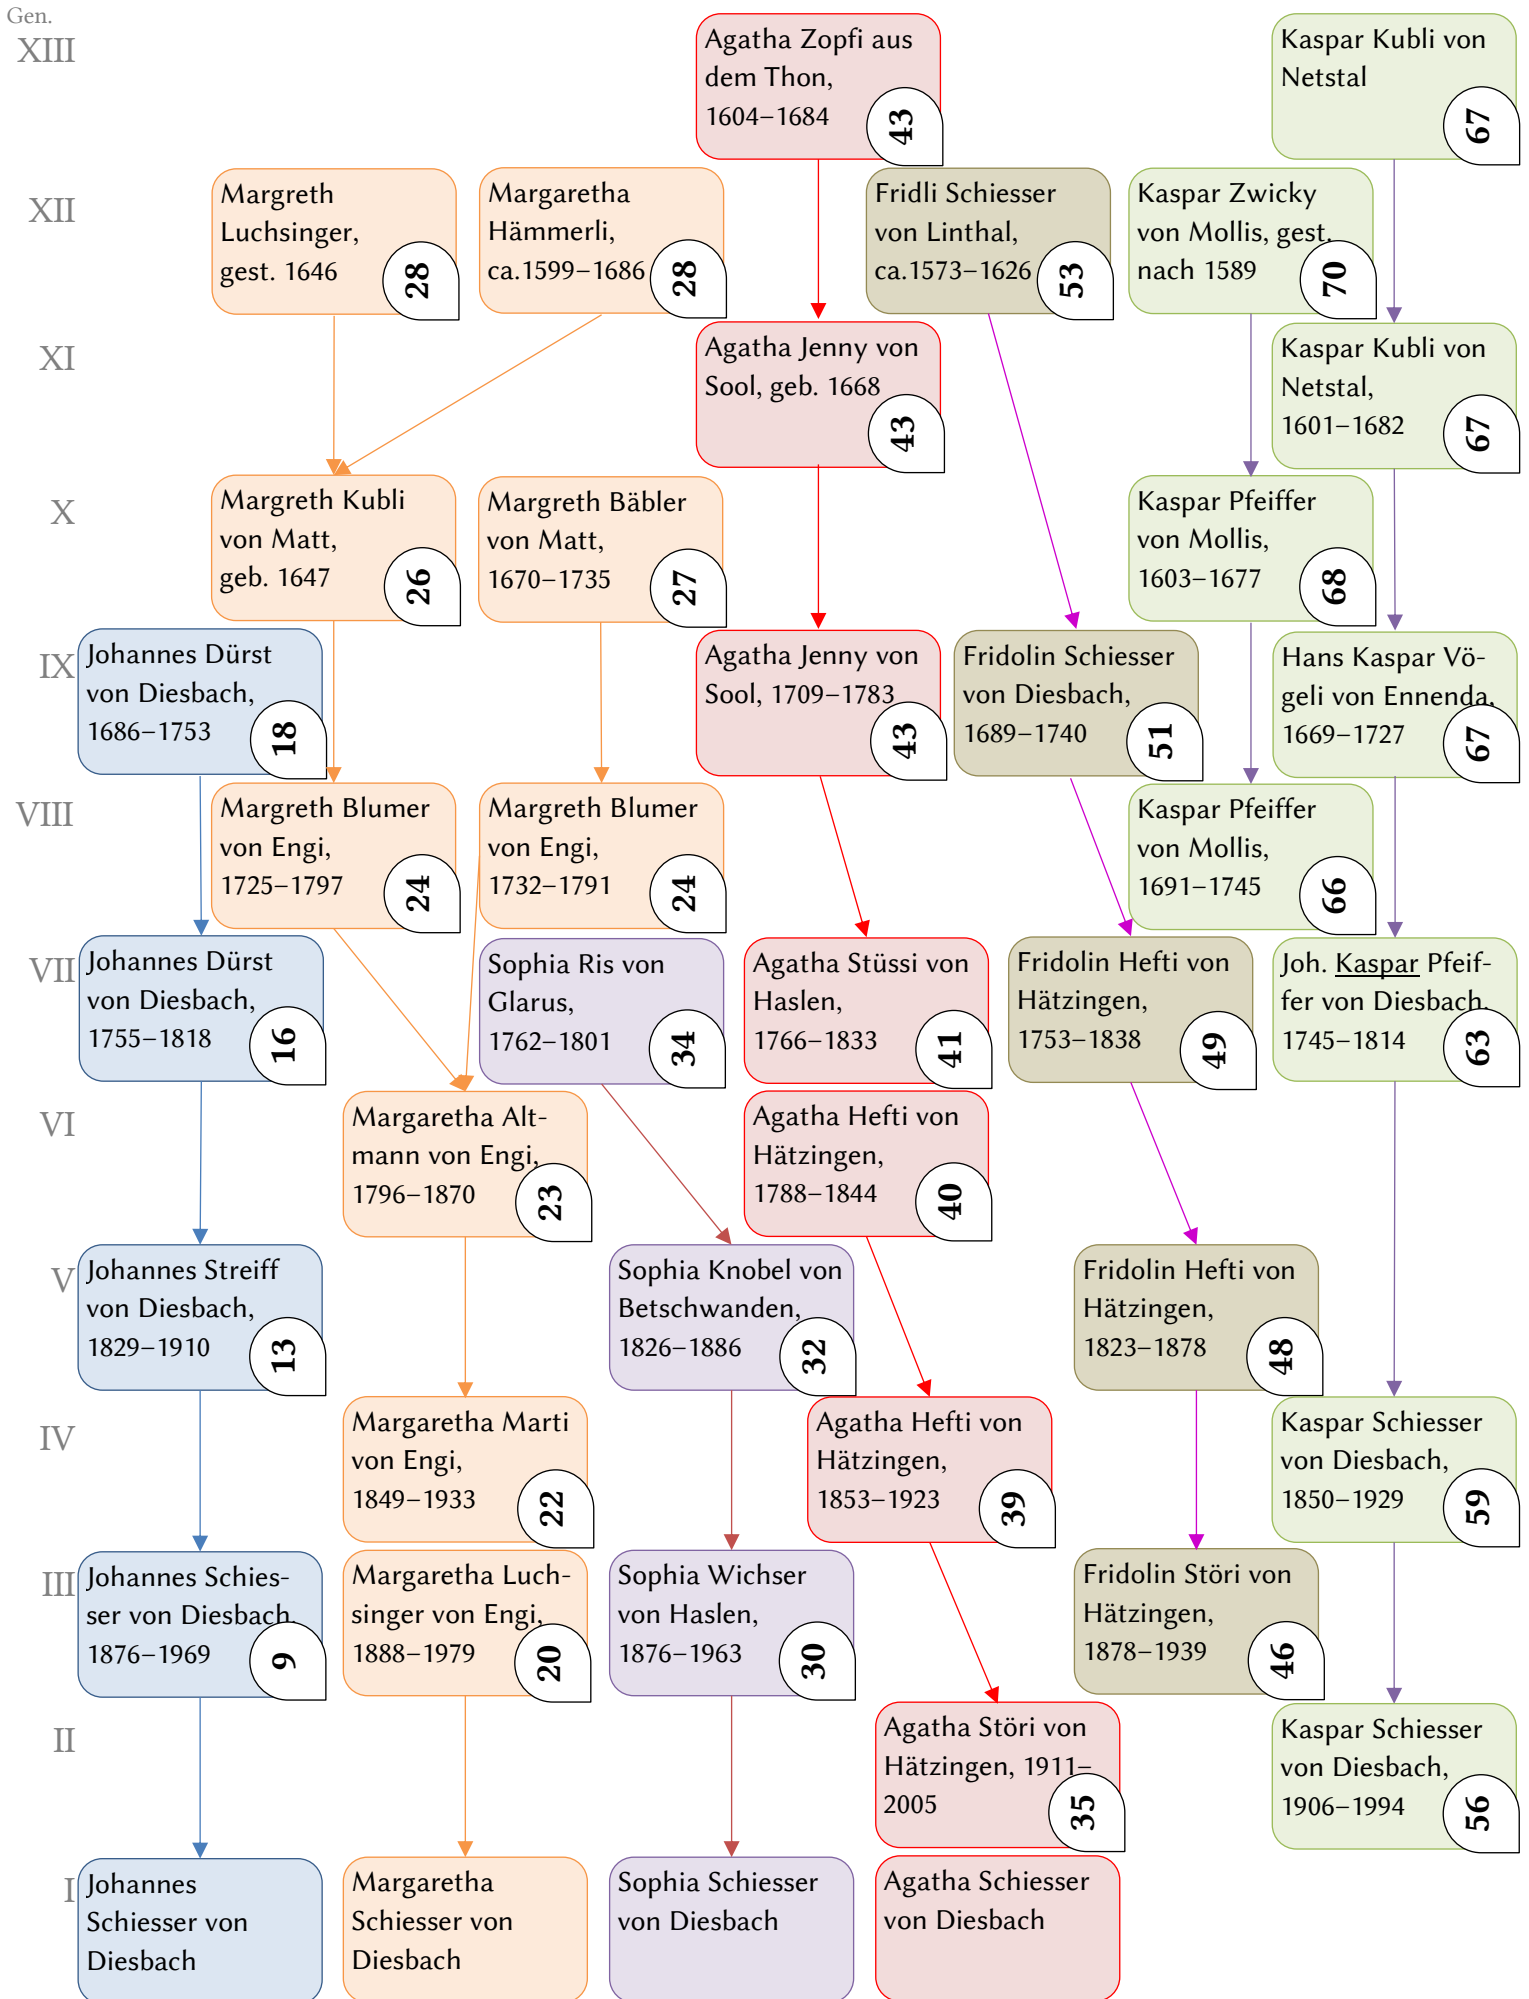 Gen.
XIII
Agatha Zopfi aus
dem Thon,
1604–1684
43
Kaspar Kubli von
Netstal
67
XII
Margreth
Luchsinger,
gest. 1646
28
Margaretha
Hämmerli,
ca.1599–1686
28
Fridli Schiesser
von Linthal,
ca.1573–1626
53
Kaspar Zwicky
von Mollis, gest.
nach 1589
70
XI
Agatha Jenny von
Sool, geb. 1668
43
Kaspar Kubli von
Netstal,
1601–1682
67
X
Margreth Kubli
von Matt,
geb. 1647
26
Margreth Bäbler
von Matt,
1670–1735
27
Kaspar Pfeiffer
von Mollis,
1603–1677
68
IX
Johannes Dürst
von Diesbach,
1686–1753
18
Agatha Jenny von
Sool, 1709–1783
43
Fridolin Schiesser
von Diesbach,
1689–1740
51
Hans Kaspar Vö-
geli von Ennenda,
1669–1727
67
VIII
Margreth Blumer
von Engi,
1725–1797
24
Margreth Blumer
von Engi,
1732–1791
24
Kaspar Pfeiffer
von Mollis,
1691–1745
66
VII
Johannes Dürst
von Diesbach,
1755–1818
16
Sophia Ris von
Glarus,
1762–1801
34
Agatha Stüssi von
Haslen,
1766–1833
41
Fridolin Hefti von
Hätzingen,
1753–1838
49
Joh. Kaspar Pfeif-
fer von Diesbach,
1745–1814
63
VI
Margaretha Alt-
mann von Engi,
1796–1870
23
Agatha Hefti von
Hätzingen,
1788–1844
40
V
Johannes Streiff
von Diesbach,
1829–1910
13
Sophia Knobel von
Betschwanden,
1826–1886
32
Fridolin Hefti von
Hätzingen,
1823–1878
48
IV
Margaretha Marti
von Engi,
1849–1933
22
Agatha Hefti von
Hätzingen,
1853–1923
39
Kaspar Schiesser
von Diesbach,
1850–1929
59
III
Johannes Schies-
ser von Diesbach,
1876–1969
9
Margaretha Luch-
singer von Engi,
1888–1979
20
Sophia Wichser
von Haslen,
1876–1963
30
Fridolin Störi von
Hätzingen,
1878–1939
46
II
Agatha Störi von
Hätzingen, 1911–
2005
35
Kaspar Schiesser
von Diesbach,
1906–1994
56
I
Johannes
Schiesser von
Diesbach
Margaretha
Schiesser von
Diesbach
Sophia Schiesser
von Diesbach
Agatha Schiesser
von Diesbach